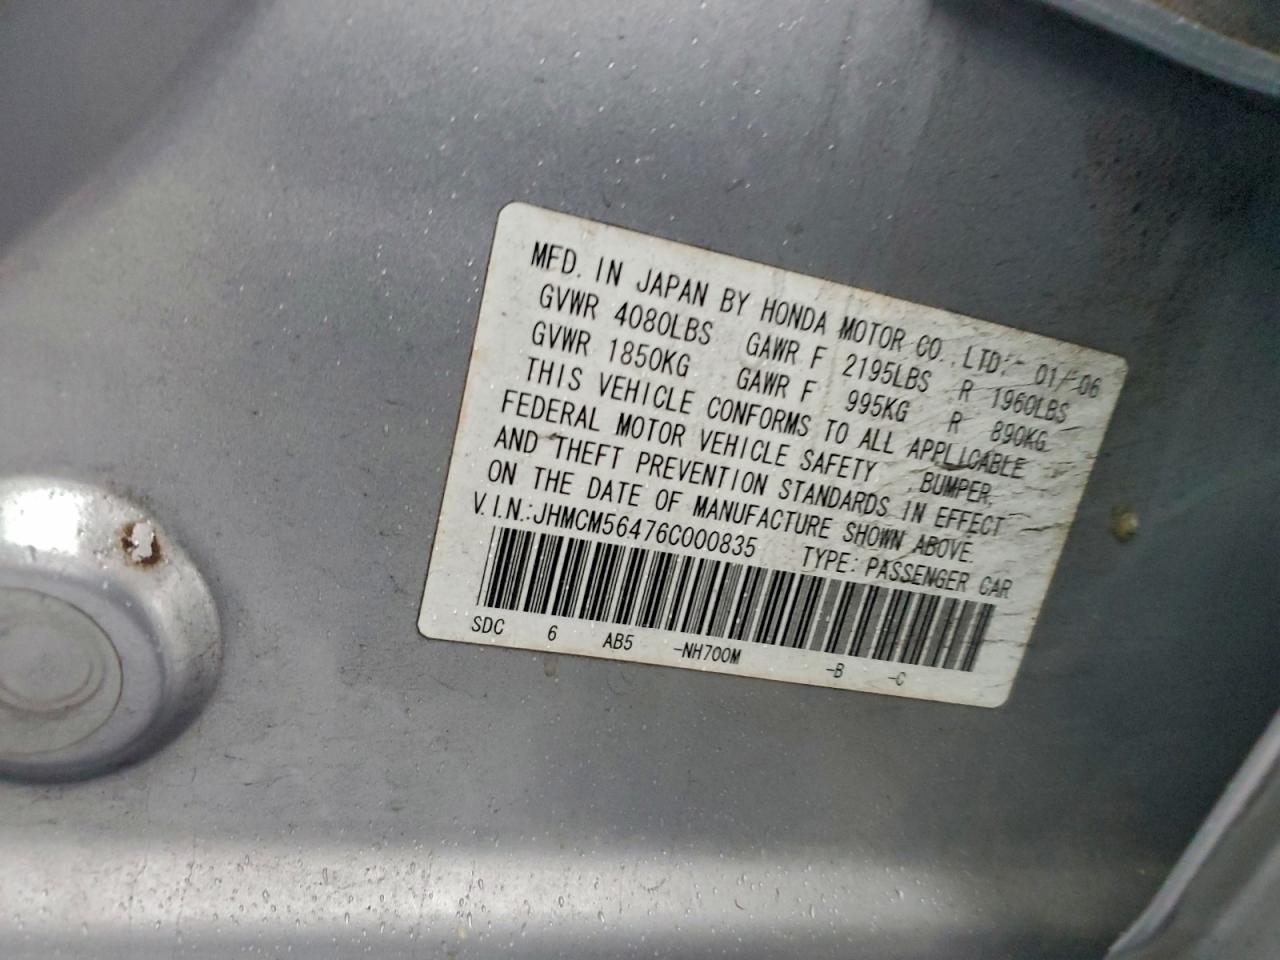 MFD. IN JAPAN BY HONDA MOTOR CO., LTD. 01/06
GVWR 4080LBS GAWR F 2195LBS R 1960LBS
GVWR 1850KG GAWR F 995KG R 890KG
THIS VEHICLE CONFORMS TO ALL APPLICABLE
FEDERAL MOTOR VEHICLE SAFETY , BUMPER,
AND THEFT PREVENTION STANDARDS IN EFFECT
ON THE DATE OF MANUFACTURE SHOWN ABOVE.
V.I.N.:JHMCM56476C000835 TYPE: PASSENGER CAR
SDC 6 AB5 -NH700M -B -C